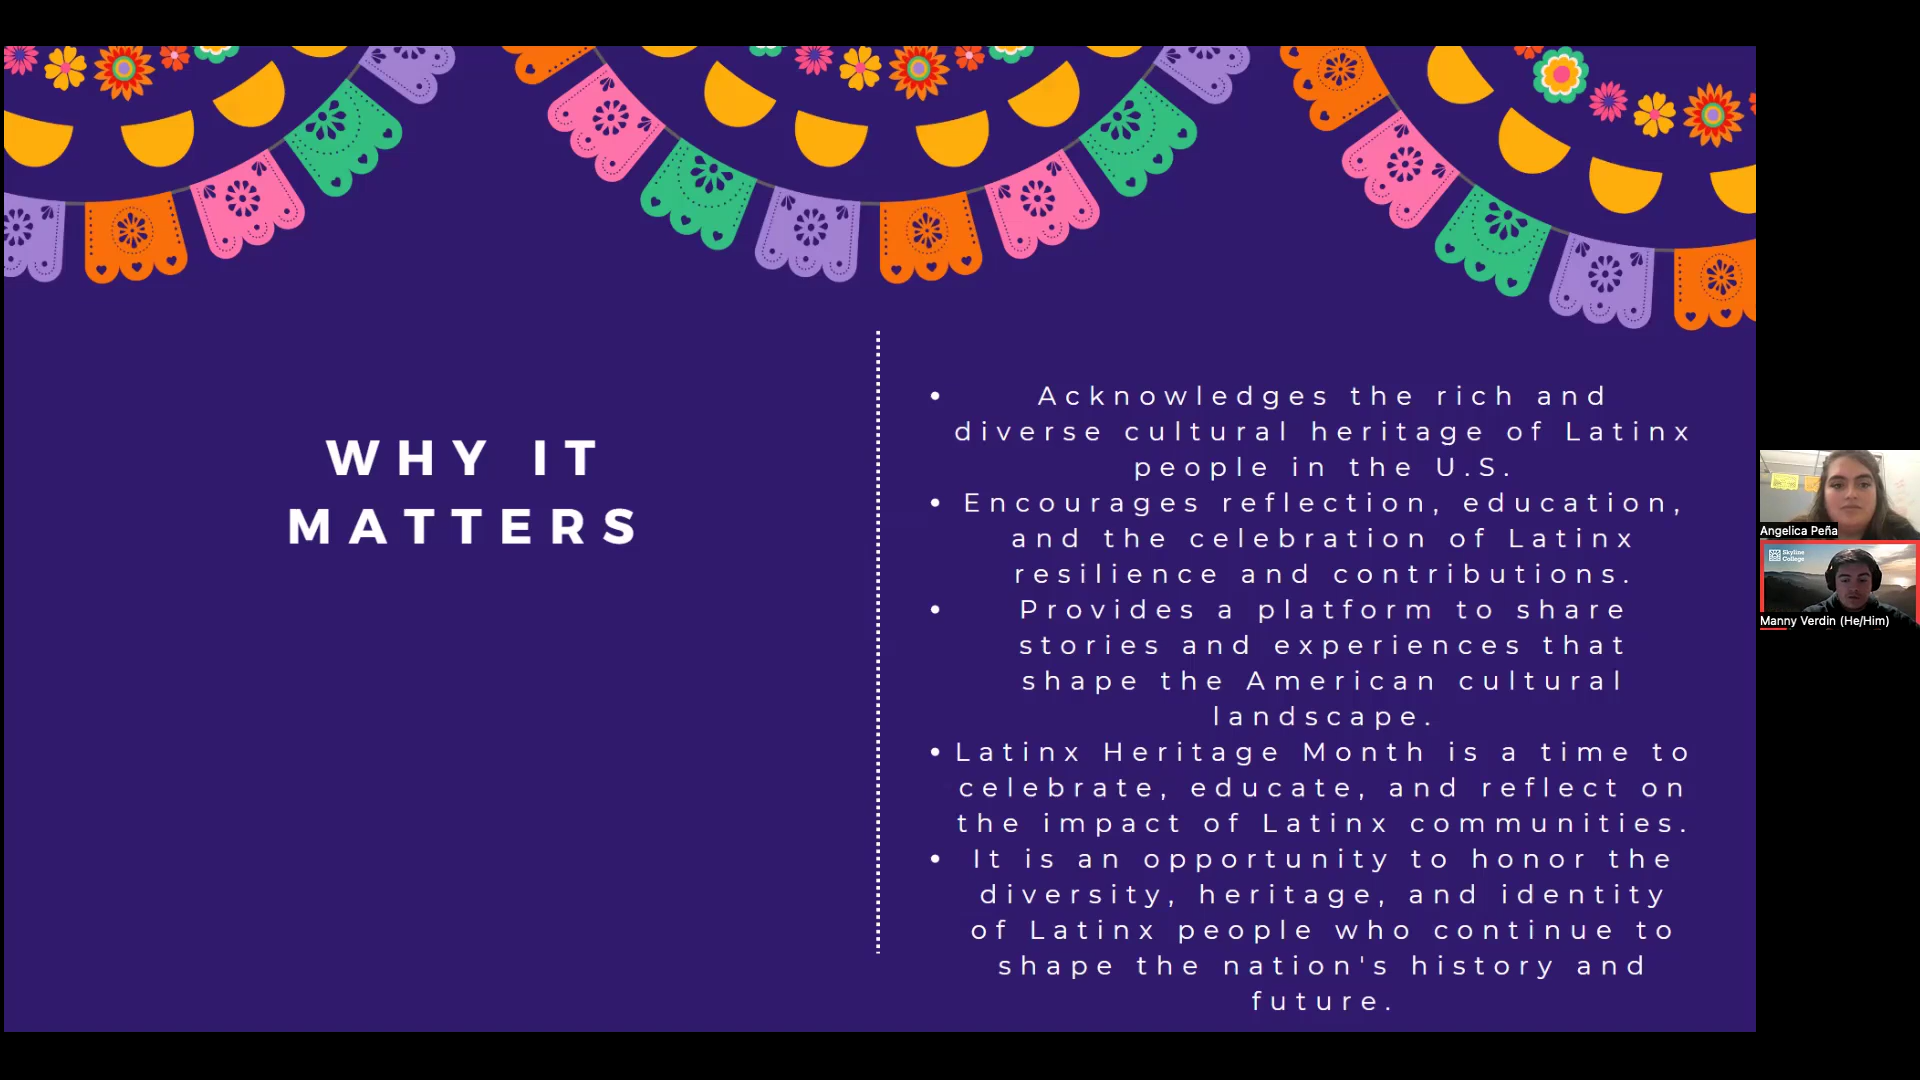 WHY IT
MATTERS
• Acknowledges the rich and
diverse cultural heritage of Latinx
people in the U.S.
• Encourages reflection, education,
and the celebration of Latinx
resilience and contributions.
• Provides a platform to share
stories and experiences that
shape the American cultural
landscape.
• Latinx Heritage Month is a time to
celebrate, educate, and reflect on
the impact of Latinx communities.
• It is an opportunity to honor the
diversity, heritage, and identity
of Latinx people who continue to
shape the nation's history and
future.
Angelica Peña
Skyline
College
Manny Verdin (He/Him)